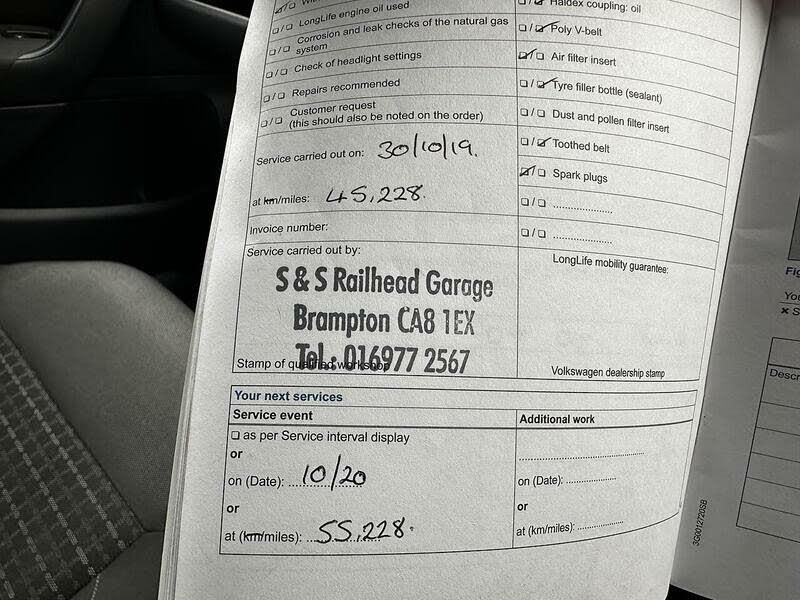 LongLife engine oil used
Corrosion and leak checks of the natural gas
system
Check of headlight settings
Repairs recommended
Customer request
(this should also be noted on the order)
Service carried out on: 30/10/19.
at km/miles: 45,228.
Invoice number:
Service carried out by:
S & S Railhead Garage
Brampton CA8 1EX
Tel: 016977 2567
Stamp of qualified workshop
Haldex coupling: oil
Poly V-belt
Air filter insert
Tyre filler bottle (sealant)
Dust and pollen filter insert
Toothed belt
Spark plugs
LongLife mobility guarantee:
Volkswagen dealership stamp
Your next services
Service event
as per Service interval display
or
on (Date): 10/20
or
at (km/miles): 55,228.
Additional work
on (Date):
or
at (km/miles):
3G0012720SB
Descr